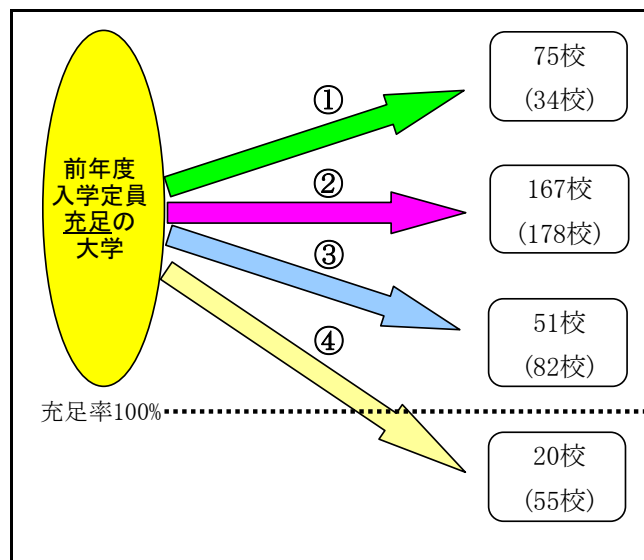 前年度
入学定員
充足の
大学
①
75校
(34校)
②
167校
(178校)
③
51校
(82校)
④
充足率100%
20校
(55校)